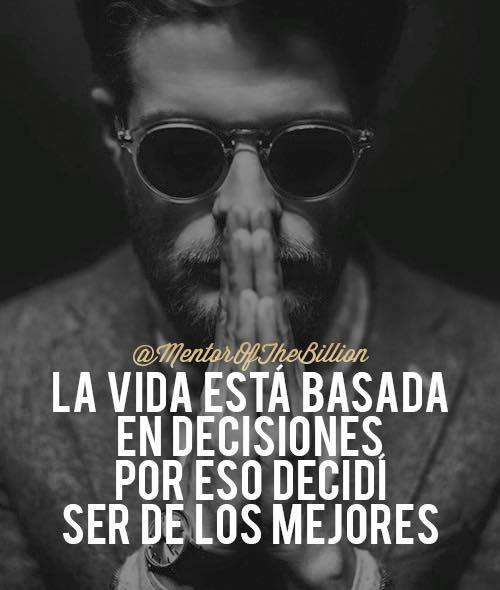 @MentorOfTheBillion
LA VIDA ESTÁ BASADA
EN DECISIONES
POR ESO DECIDÍ
SER DE LOS MEJORES